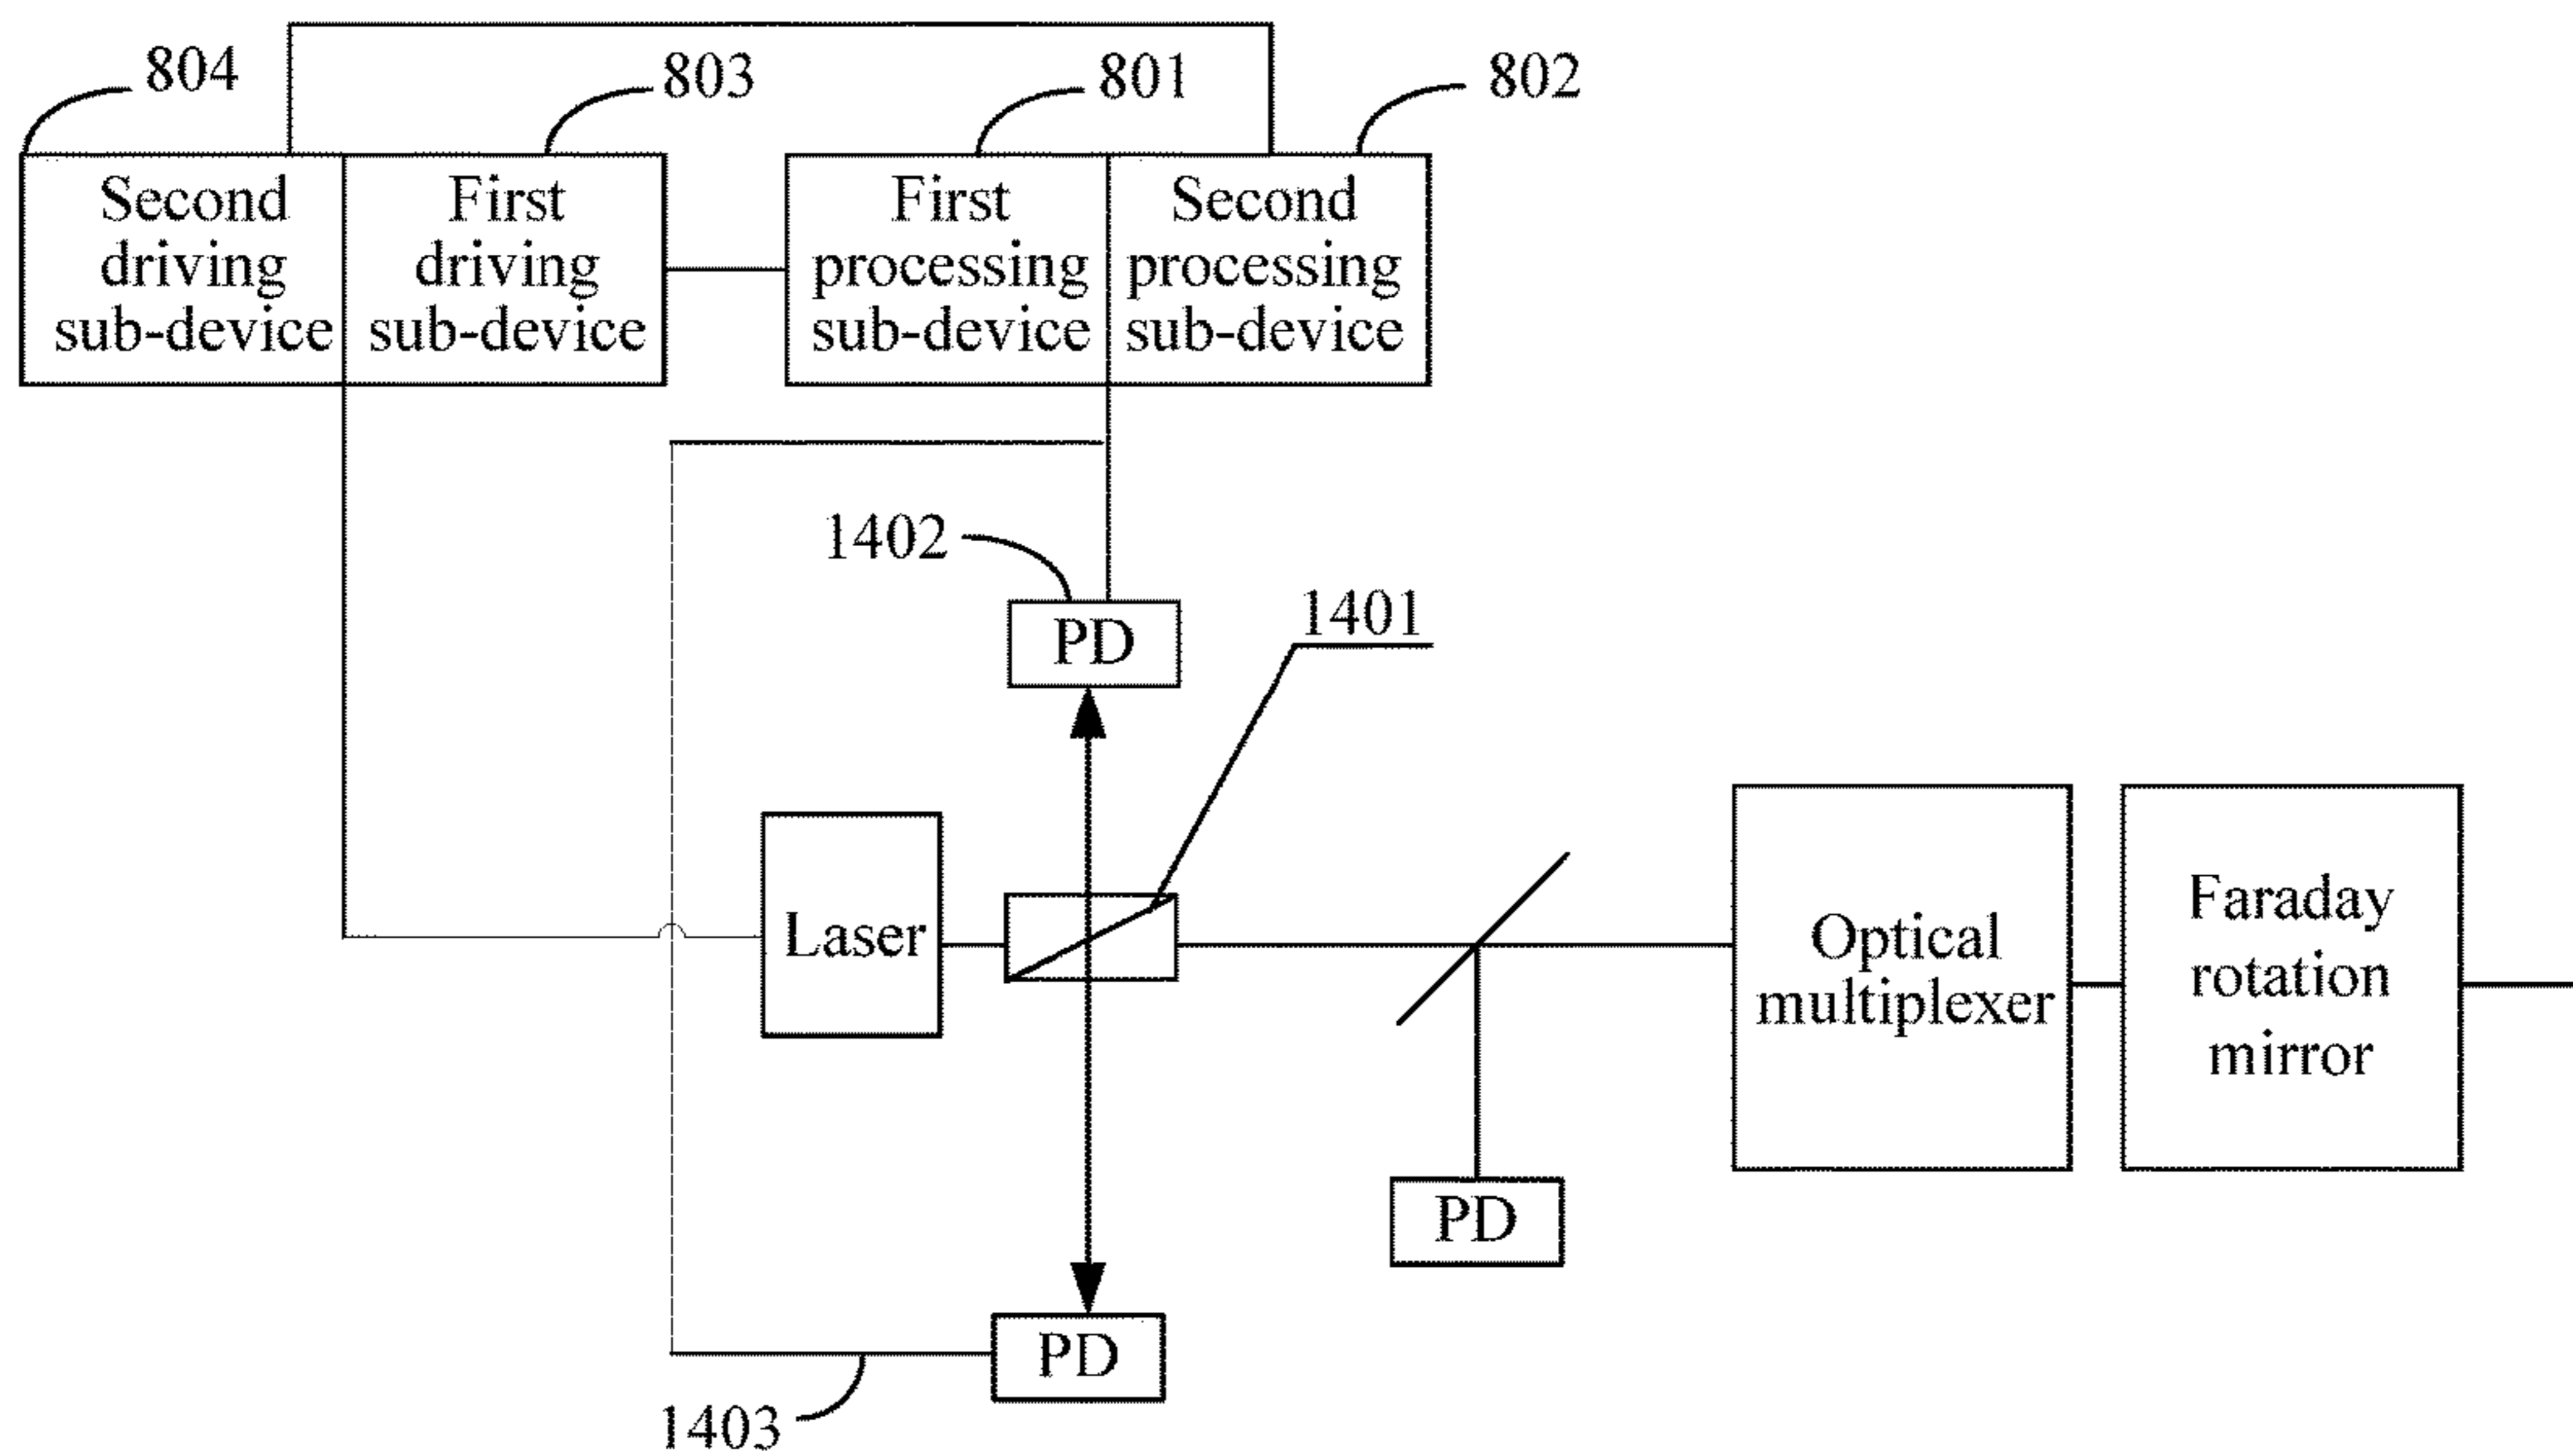 804
803
801
802
Second
driving
sub-device
First
driving
sub-device
First
processing
sub-device
Second
processing
sub-device
1402
PD
1401
Laser
Optical
multiplexer
Faraday
rotation
mirror
PD
PD
1403